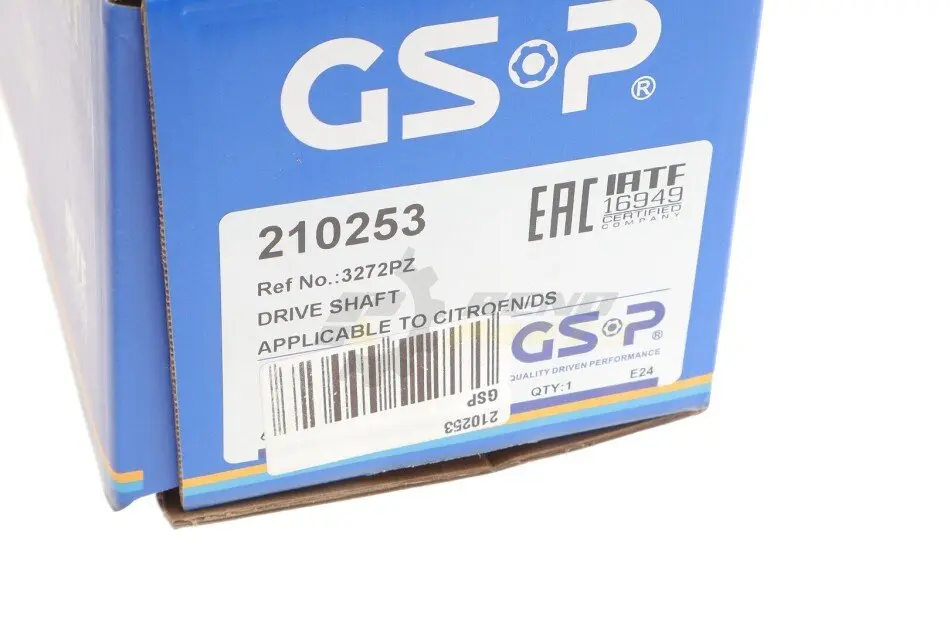 GSP®
210253
EAC
IATF
16949
CERTIFIED
COMPANY
Ref No.:3272PZ
DRIVE SHAFT
APPLICABLE TO CITROEN/DS
GSP®
QUALITY DRIVEN PERFORMANCE
QTY:1
E24
GSP
210253